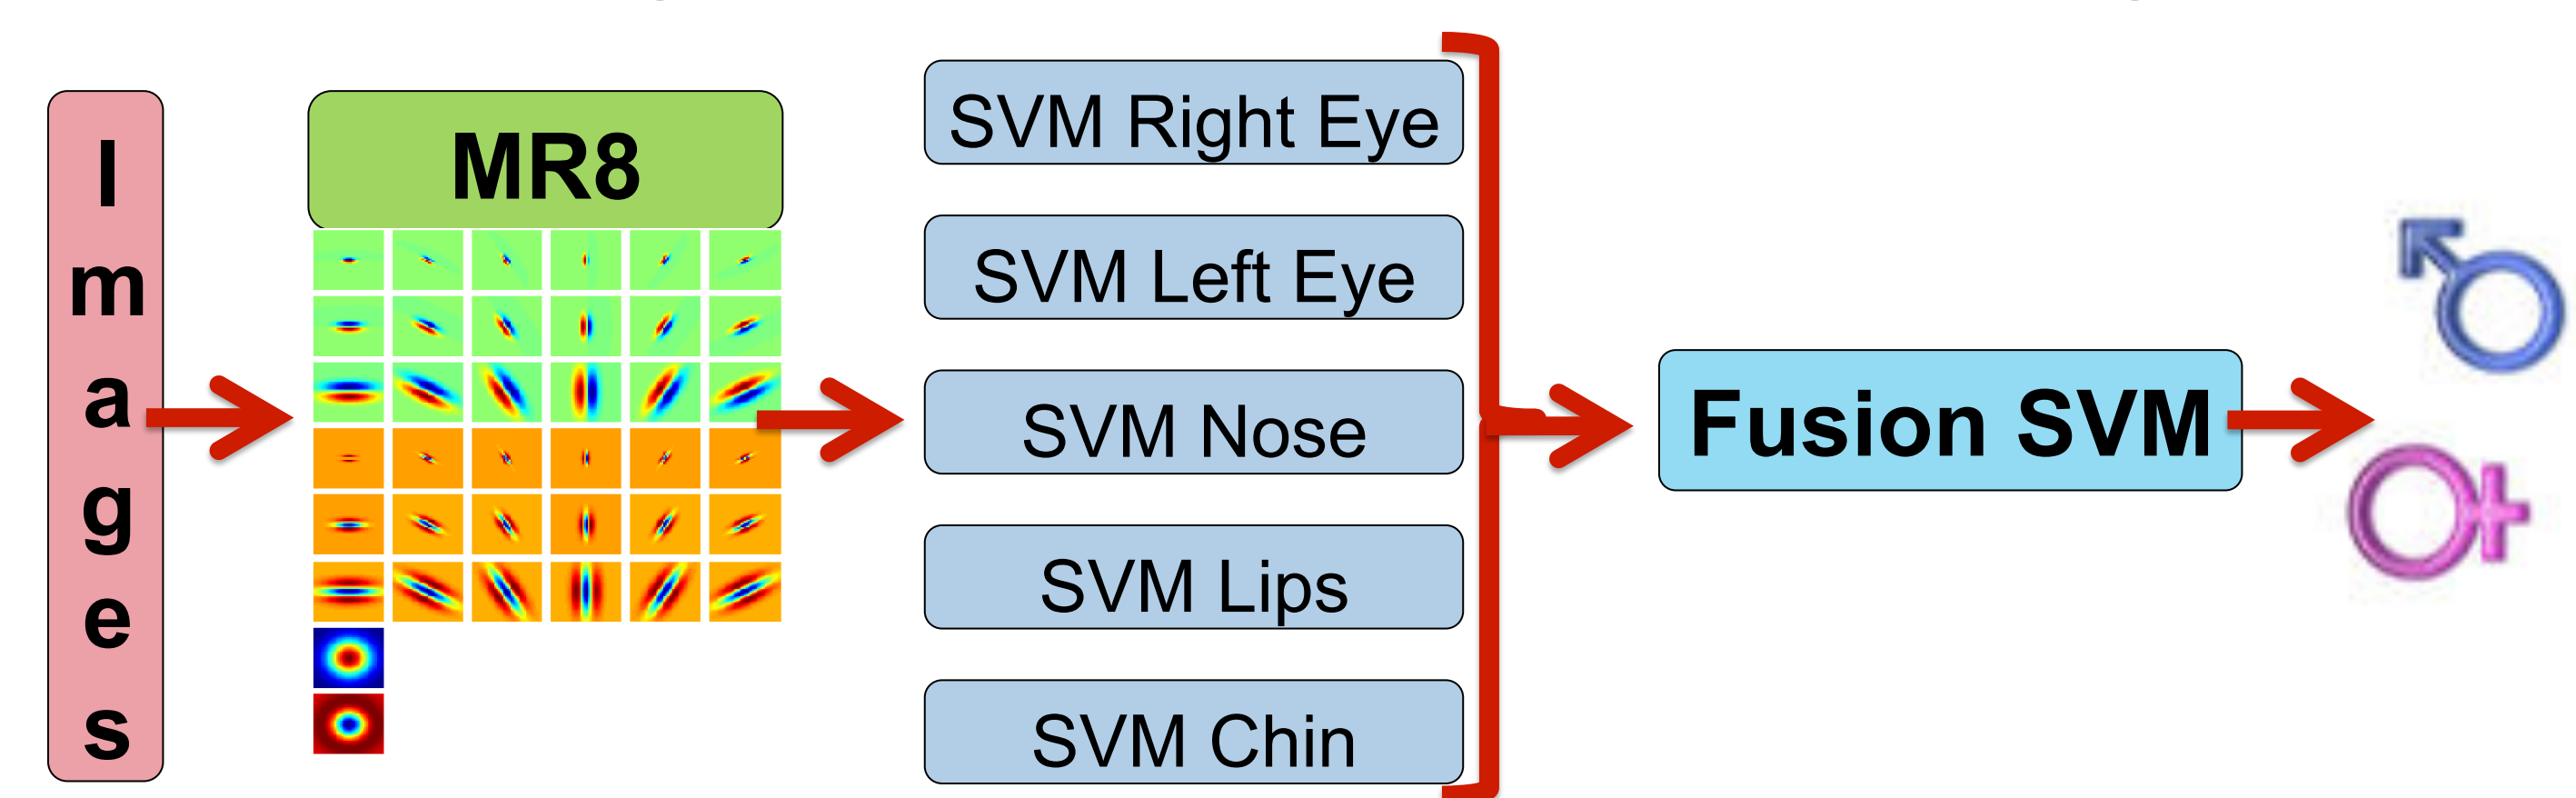 Images
MR8
SVM Right Eye
SVM Left Eye
SVM Nose
SVM Lips
SVM Chin
Fusion SVM